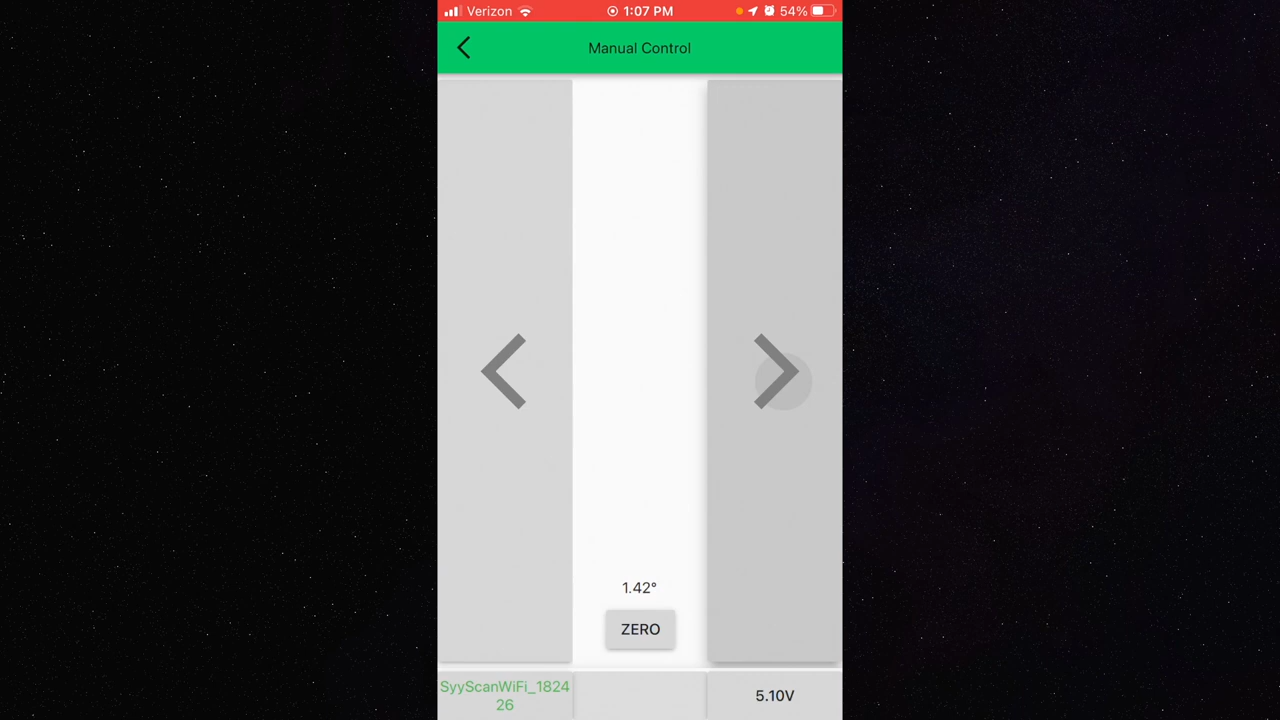 Verizon 1:07 PM 54%
Manual Control
1.42°
ZERO
SyyScanWiFi_1824
26
5.10V